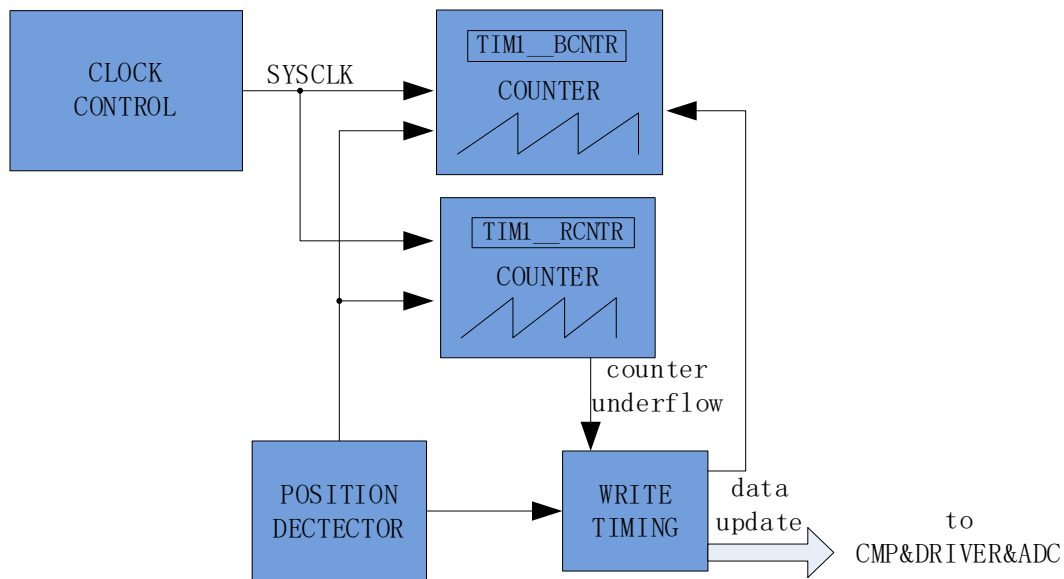 TIM1__BCNTR
CLOCK
CONTROL
SYSCLK
COUNTER
TIM1__RCNTR
COUNTER
counter
underflow
POSITION
DECTECTOR
WRITE
TIMING
data
update
to
CMP&DRIVER&ADC